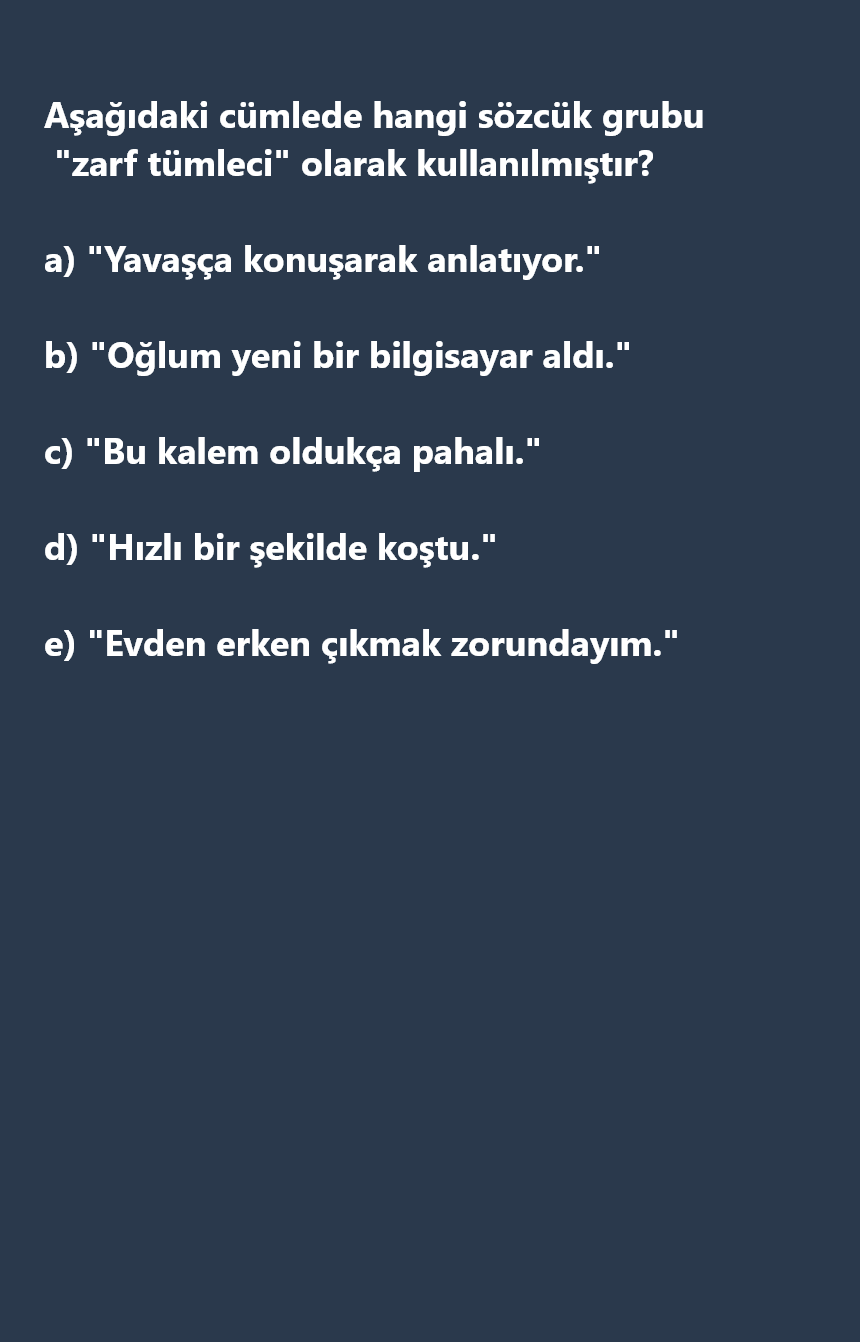 Aşağıdaki cümlede hangi sözcük grubu
"zarf tümleci" olarak kullanılmıştır?
a) "Yavaşça konuşarak anlatıyor."
b) "Oğlum yeni bir bilgisayar aldı."
c) "Bu kalem oldukça pahalı."
d) "Hızlı bir şekilde koştu."
e) "Evden erken çıkmak zorundayım."